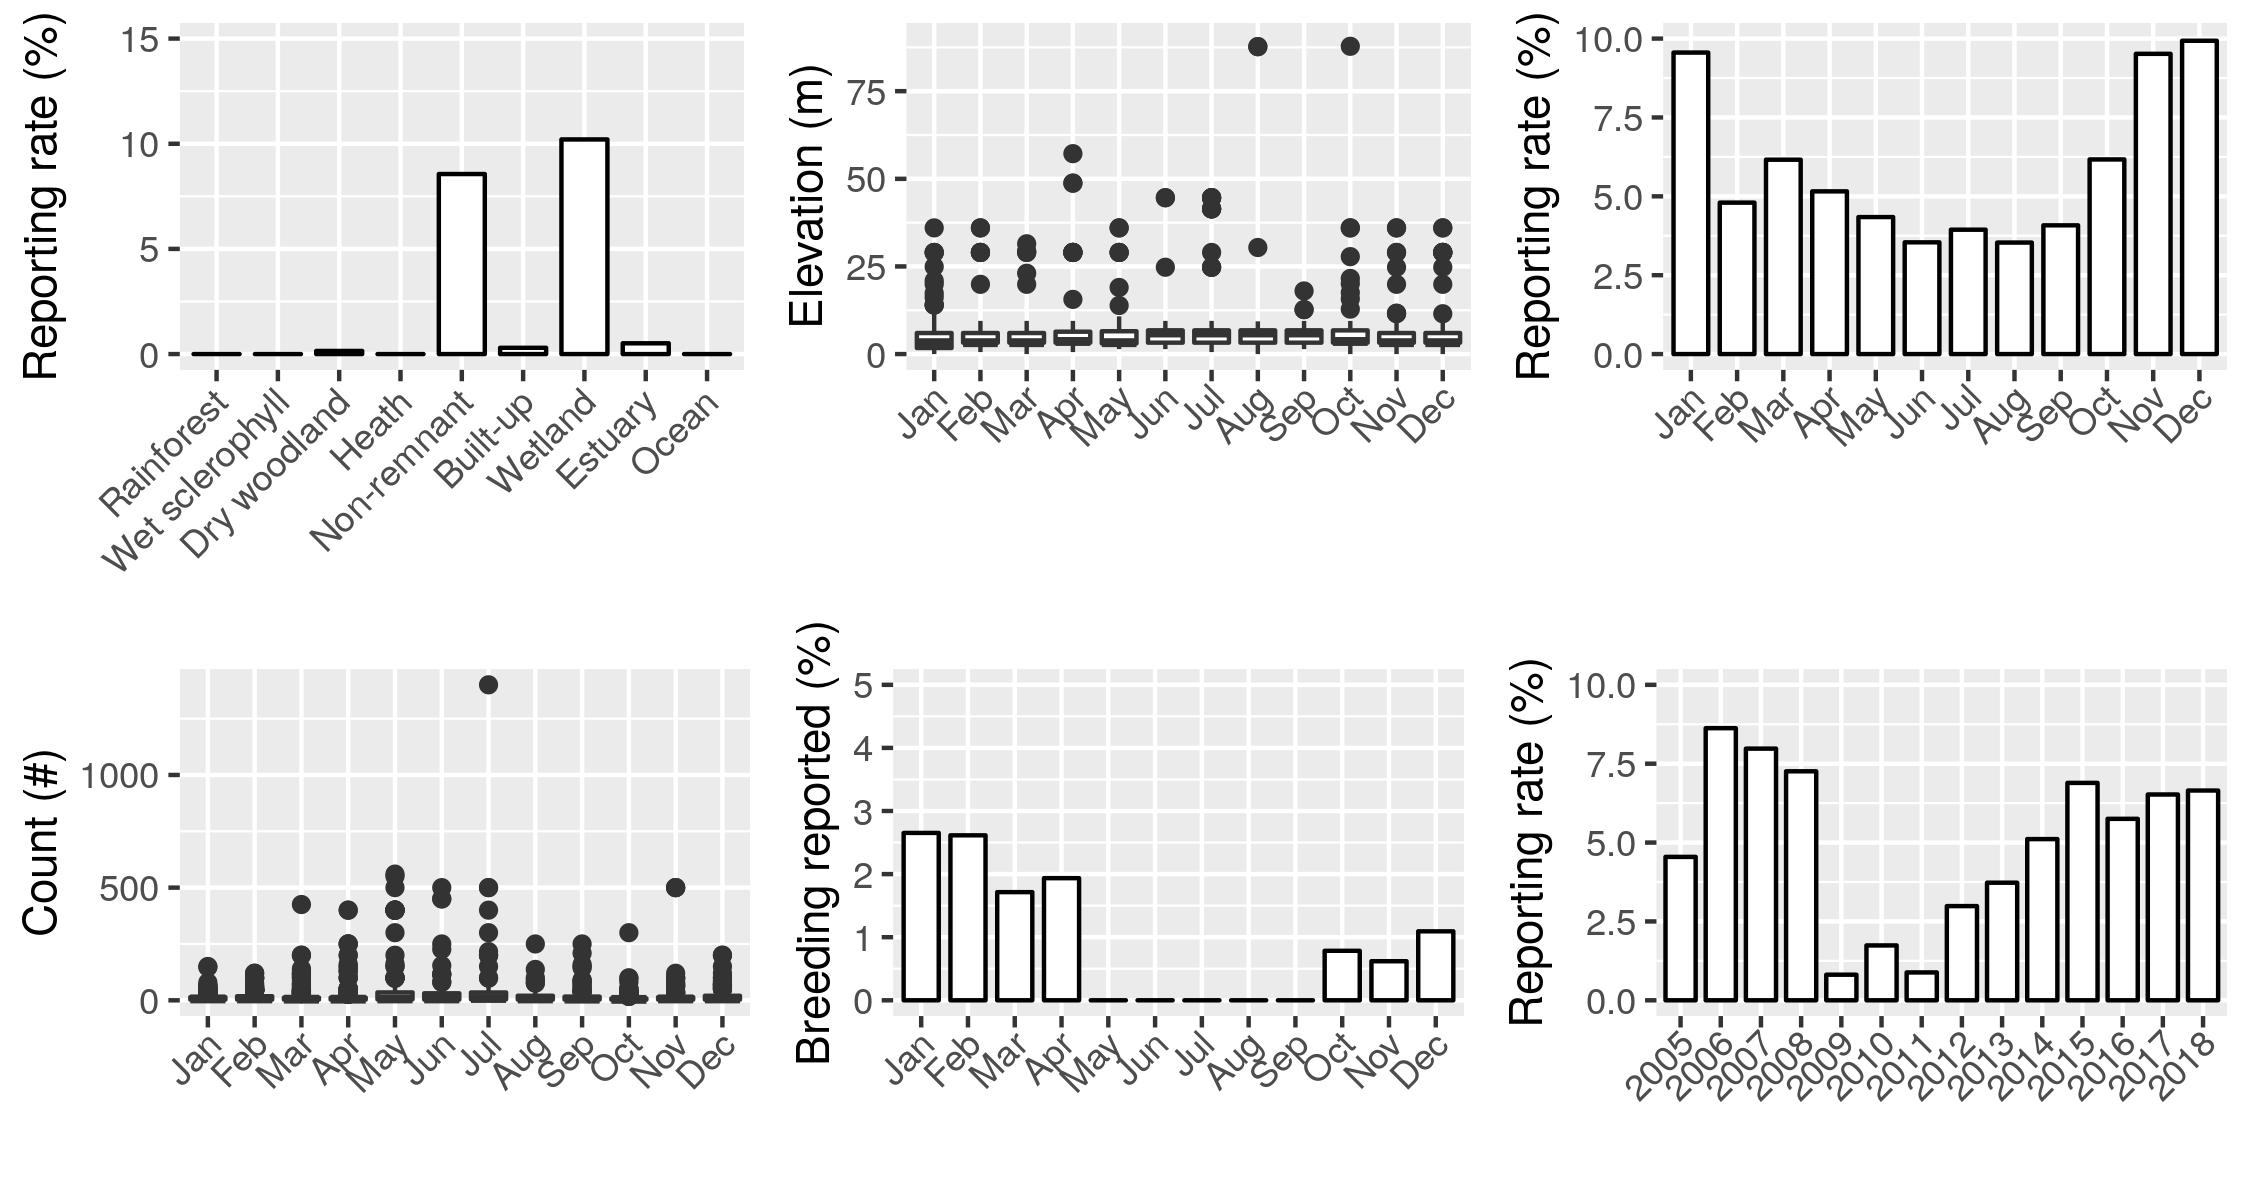 Reporting rate (%)
15
10
5
0
Rainforest
Wet sclerophyll
Dry woodland
Heath
Non-remnant
Built-up
Wetland
Estuary
Ocean
Elevation (m)
75
50
25
0
Jan
Feb
Mar
Apr
May
Jun
Jul
Aug
Sep
Oct
Nov
Dec
Reporting rate (%)
10.0
7.5
5.0
2.5
0.0
Jan
Feb
Mar
Apr
May
Jun
Jul
Aug
Sep
Oct
Nov
Dec
Count (#)
1000
500
0
Jan
Feb
Mar
Apr
May
Jun
Jul
Aug
Sep
Oct
Nov
Dec
Breeding reported (%)
5
4
3
2
1
0
Jan
Feb
Mar
Apr
May
Jun
Jul
Aug
Sep
Oct
Nov
Dec
Reporting rate (%)
10.0
7.5
5.0
2.5
0.0
2005
2006
2007
2008
2009
2010
2011
2012
2013
2014
2015
2016
2017
2018